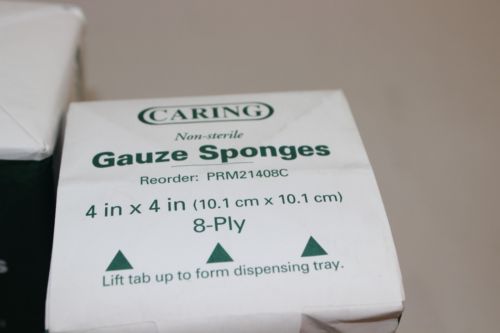 CARING
Non-sterile
Gauze Sponges
Reorder: PRM21408C
4 in x 4 in (10.1 cm x 10.1 cm)
8-Ply
Lift tab up to form dispensing tray.